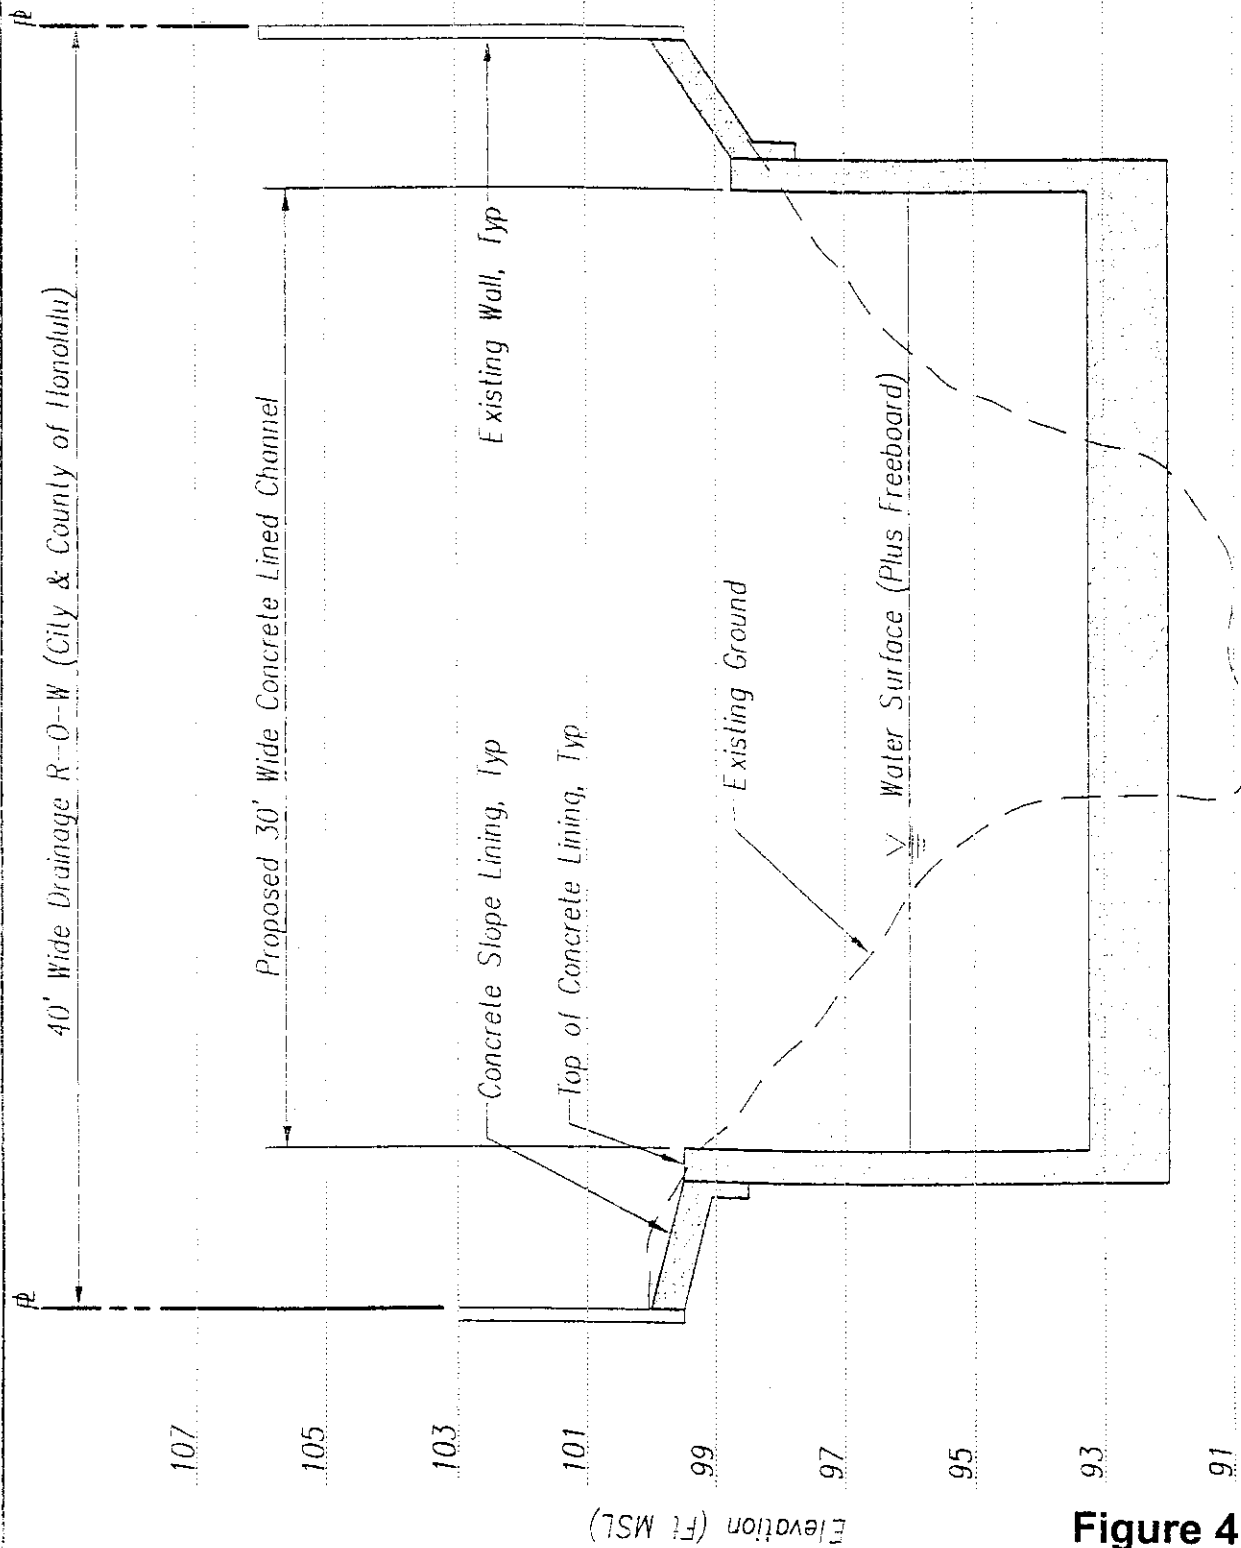 40' Wide Drainage R-O-W (City & County of Honolulu)
Proposed 30' Wide Concrete Lined Channel
Existing Wall, Typ
Concrete Slope Lining, Typ
Top of Concrete Lining, Typ
Existing Ground
Water Surface (Plus Freeboard)
107
105
103
101
99
97
95
93
91
Elevation (Ft MSL)
Figure 4